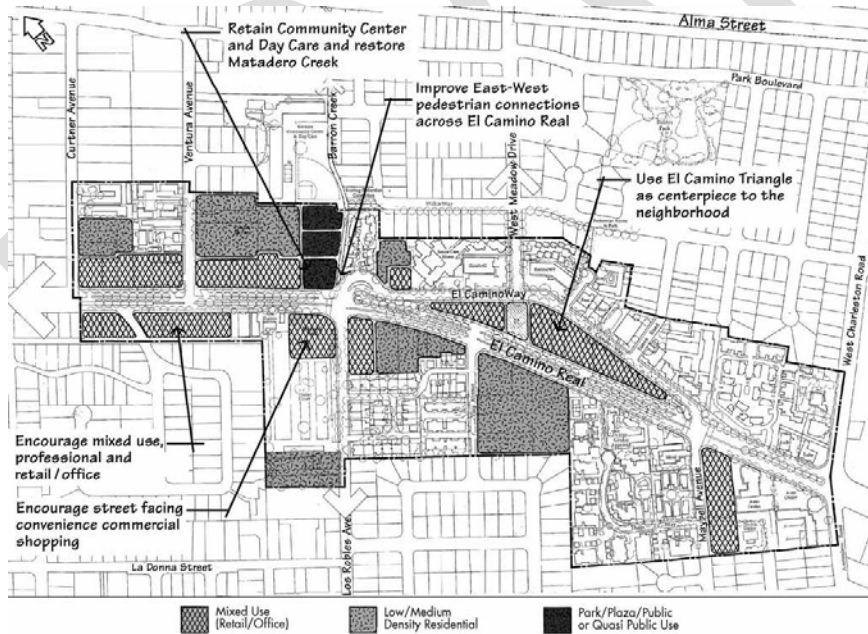 Alma Street
Retain Community Center
and Day Care and restore
Matadero Creek
Park Boulevard
Improve East-West
pedestrian connections
across El Camino Real
Curtner Avenue
Ventura Avenue
Barron Creek
West Meadow Drive
Use El Camino Triangle
as centerpiece to the
neighborhood
West Charleston Road
El Camino Way
El Camino Real
Encourage mixed use,
professional and
retail / office
Encourage street facing
convenience commercial
shopping
Maybell Avenue
Los Robles Ave.
La Donna Street
Mixed Use
(Retail/Office)
Low/Medium
Density Residential
Park/Plaza/Public
or Quasi Public Use